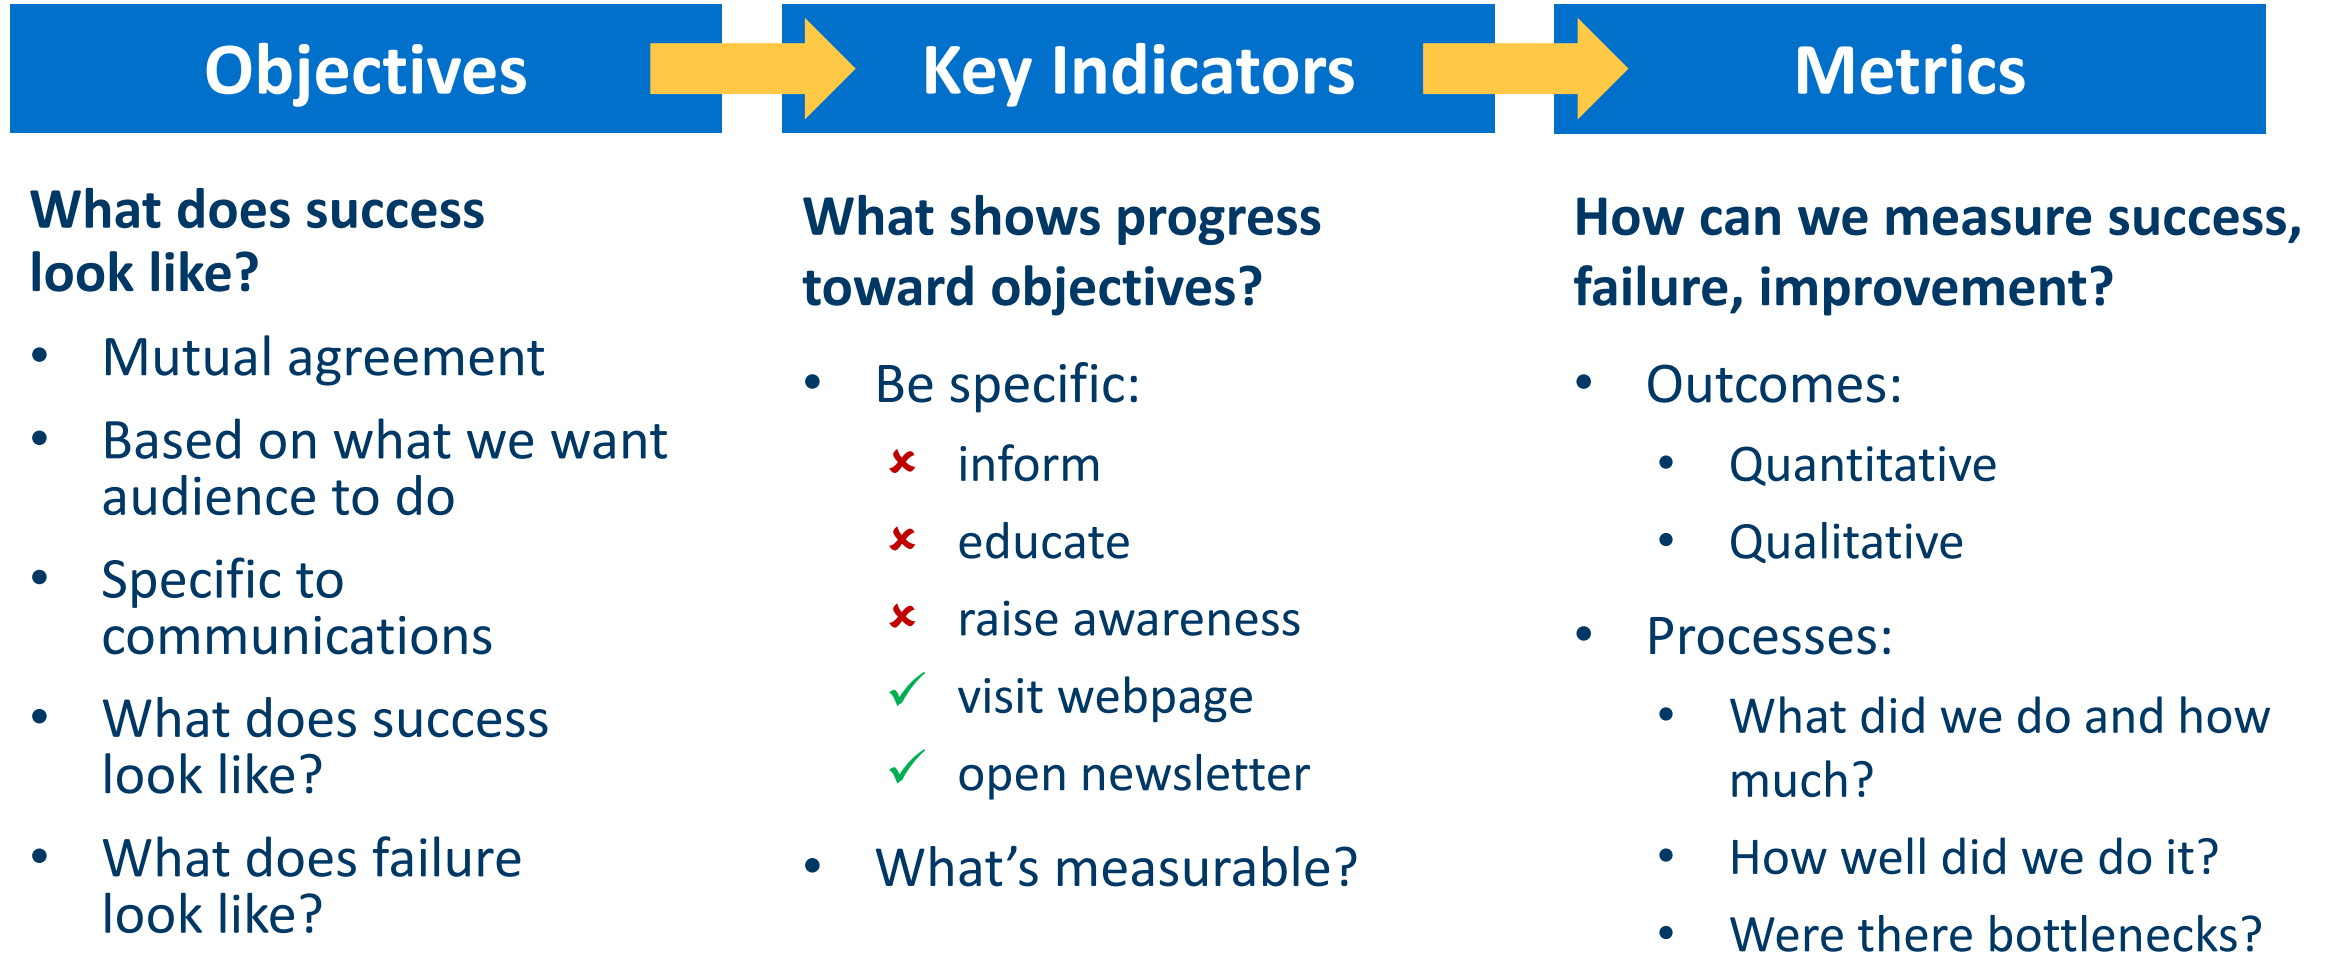 Objectives
What does success
look like?
• Mutual agreement
• Based on what we want
audience to do
• Specific to
communications
• What does success
look like?
• What does failure
look like?
Key Indicators
What shows progress
toward objectives?
• Be specific:
✘ inform
✘ educate
✘ raise awareness
✓ visit webpage
✓ open newsletter
• What’s measurable?
Metrics
How can we measure success,
failure, improvement?
• Outcomes:
• Quantitative
• Qualitative
• Processes:
• What did we do and how
much?
• How well did we do it?
• Were there bottlenecks?